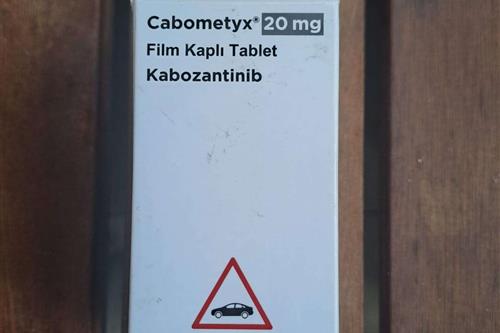 Cabometyx® 20 mg
Film Kaplı Tablet
Kabozantinib